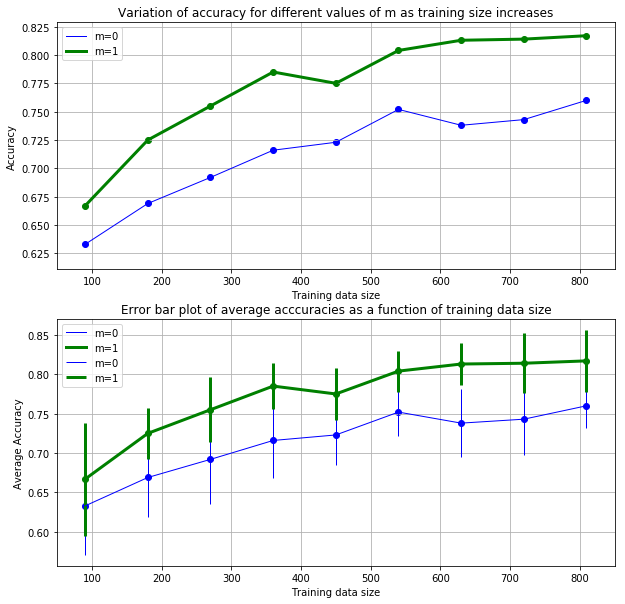 Variation of accuracy for different values of m as training size increases
0.825
0.800
0.775
0.750
0.725
0.700
0.675
0.650
0.625
Accuracy
m=0
m=1
100 200 300 400 500 600 700 800
Training data size
Error bar plot of average acccuracies as a function of training data size
0.85
0.80
0.75
0.70
0.65
0.60
Average Accuracy
m=0
m=1
m=0
m=1
100 200 300 400 500 600 700 800
Training data size